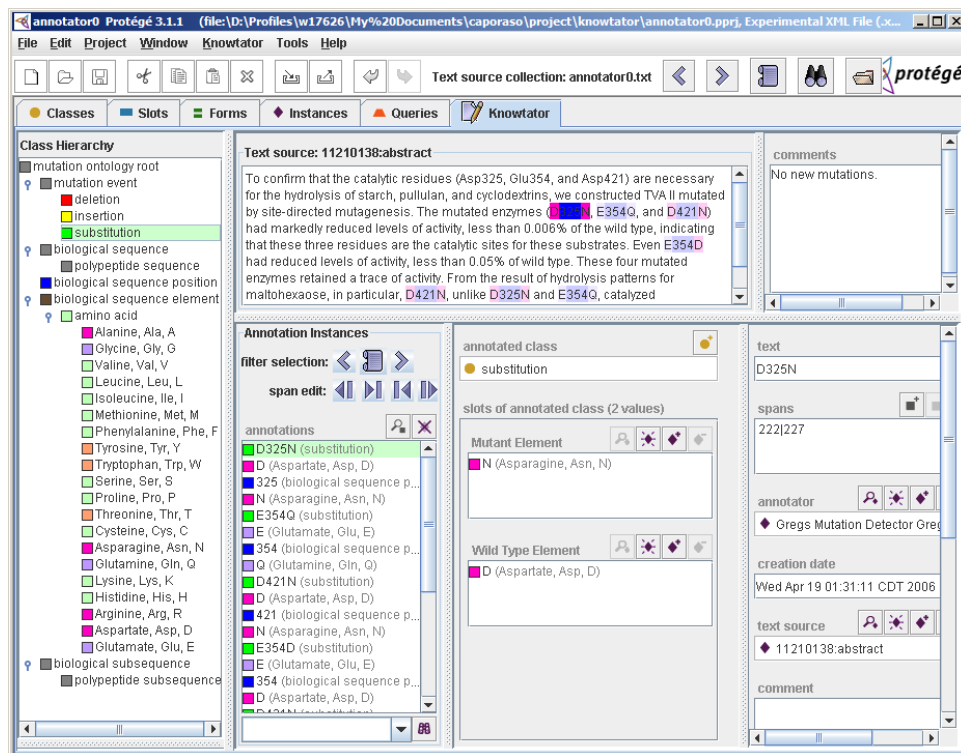 annotator0 Protégé 3.1.1 (file:\D:\Profiles\w17626\My%20Documents\caporaso\project\knowtator\annotator0.pprj, Experimental XML File (.x...
File Edit Project Window Knowtator Tools Help
Text source collection: annotator0.txt
protégé
Classes Slots Forms Instances Queries Knowtator
Class Hierarchy
mutation ontology root
mutation event
deletion
insertion
substitution
biological sequence
polypeptide sequence
biological sequence position
biological sequence element
amino acid
Alanine, Ala, A
Glycine, Gly, G
Valine, Val, V
Leucine, Leu, L
Isoleucine, Ile, I
Methionine, Met, M
Phenylalanine, Phe, F
Tyrosine, Tyr, Y
Tryptophan, Trp, W
Serine, Ser, S
Proline, Pro, P
Threonine, Thr, T
Cysteine, Cys, C
Asparagine, Asn, N
Glutamine, Gln, Q
Lysine, Lys, K
Histidine, His, H
Arginine, Arg, R
Aspartate, Asp, D
Glutamate, Glu, E
biological subsequence
polypeptide subsequence
Text source: 11210138:abstract
To confirm that the catalytic residues (Asp325, Glu354, and Asp421) are necessary
for the hydrolysis of starch, pullulan, and cyclodextrins, we constructed TVA II mutated
by site-directed mutagenesis. The mutated enzymes (D325N, E354Q, and D421N)
had markedly reduced levels of activity, less than 0.006% of the wild type, indicating
that these three residues are the catalytic sites for these substrates. Even E354D
had reduced levels of activity, less than 0.05% of wild type. These four mutated
enzymes retained a trace of activity. From the result of hydrolysis patterns for
maltohexaose, in particular, D421N, unlike D325N and E354Q, catalyzed
comments
No new mutations.
Annotation Instances
filter selection:
span edit:
annotations
D325N (substitution)
D (Aspartate, Asp, D)
325 (biological sequence p...
N (Asparagine, Asn, N)
E354Q (substitution)
E (Glutamate, Glu, E)
354 (biological sequence p...
Q (Glutamine, Gln, Q)
D421N (substitution)
D (Aspartate, Asp, D)
421 (biological sequence p...
N (Asparagine, Asn, N)
E354D (substitution)
E (Glutamate, Glu, E)
354 (biological sequence p...
D (Aspartate, Asp, D)
D421N (substitution)
annotated class
substitution
slots of annotated class (2 values)
Mutant Element
N (Asparagine, Asn, N)
Wild Type Element
D (Aspartate, Asp, D)
text
D325N
spans
222|227
annotator
Gregs Mutation Detector Greg
creation date
Wed Apr 19 01:31:11 CDT 2006
text source
11210138:abstract
comment